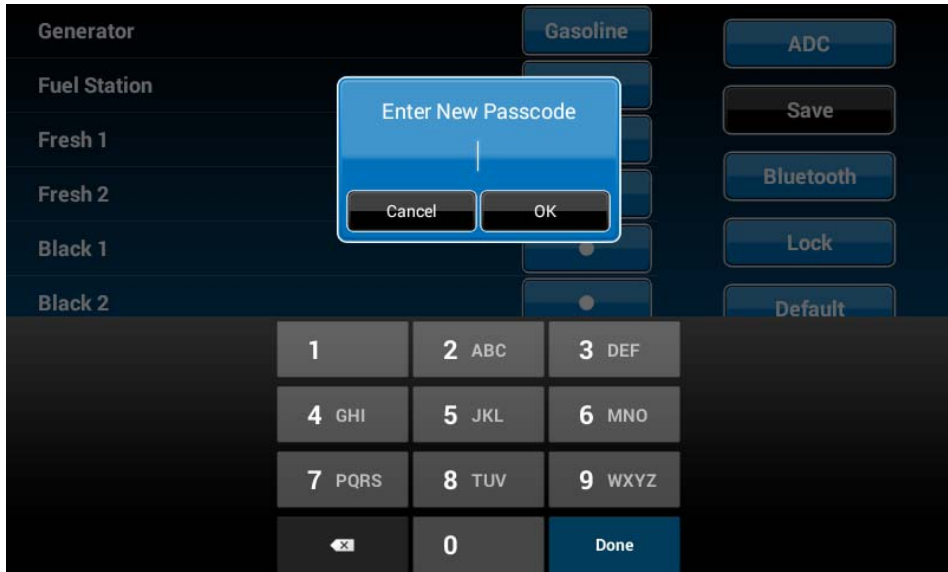 Generator
Gasoline
ADC
Fuel Station
Enter New Passcode
Save
Fresh 1
Bluetooth
Fresh 2
Cancel
OK
Black 1
Lock
Black 2
Default
1
2 ABC
3 DEF
4 GHI
5 JKL
6 MNO
7 PQRS
8 TUV
9 WXYZ
0
Done